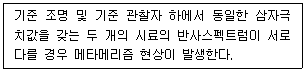 기준 조명 및 기준 관찰자 하에서 동일한 삼자극
치값을 갖는 두 개의 시료의 반사스펙트럼이 서로
다를 경우 메타메리즘 현상이 발생한다.